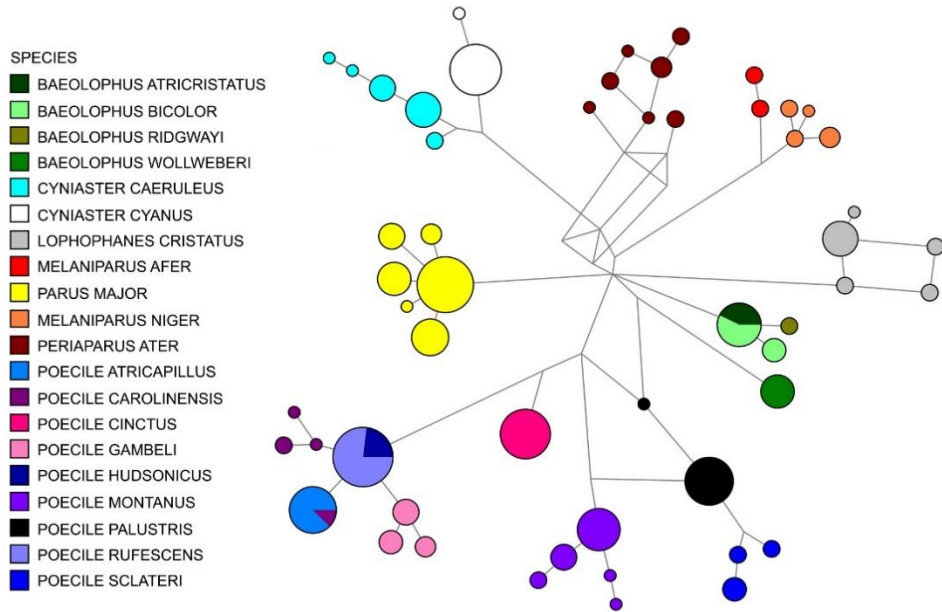 SPECIES
BAEOLOPHUS ATRICRISTATUS
BAEOLOPHUS BICOLOR
BAEOLOPHUS RIDGWAYI
BAEOLOPHUS WOLLWEBERI
CYNIASTER CAERULEUS
CYNIASTER CYANUS
LOPHOPHANES CRISTATUS
MELANIPARUS AFER
PARUS MAJOR
MELANIPARUS NIGER
PERIAPARUS ATER
POECILE ATRICAPILLUS
POECILE CAROLINENSIS
POECILE CINCTUS
POECILE GAMBELI
POECILE HUDSONICUS
POECILE MONTANUS
POECILE PALUSTRIS
POECILE RUFESCENS
POECILE SCLATERI